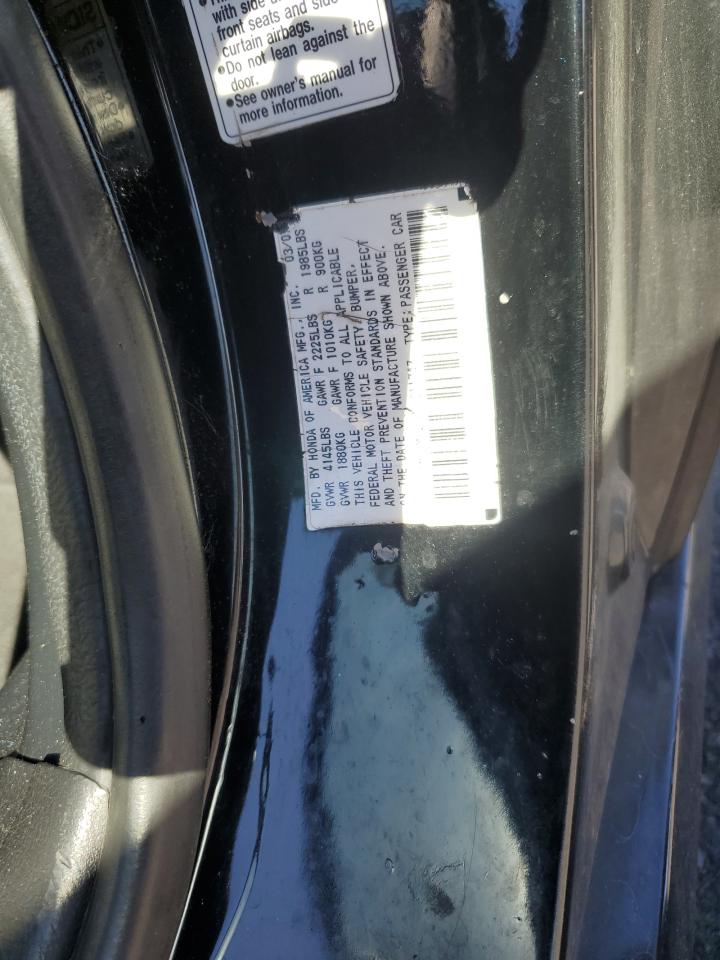 with side
front seats and side
curtain airbags.
•Do not lean against the
door.
•See owner's manual for
more information.
MFD. BY HONDA OF AMERICA MFG., INC. 03/0
GVWR 4145LBS GAWR F 2225LBS R 1985LBS
GVWR 1880KG GAWR F 1010KG R 900KG
THIS VEHICLE CONFORMS TO ALL APPLICABLE
FEDERAL MOTOR VEHICLE SAFETY, BUMPER,
AND THEFT PREVENTION STANDARDS IN EFFECT
ON THE DATE OF MANUFACTURE SHOWN ABOVE.
TYPE: PASSENGER CAR